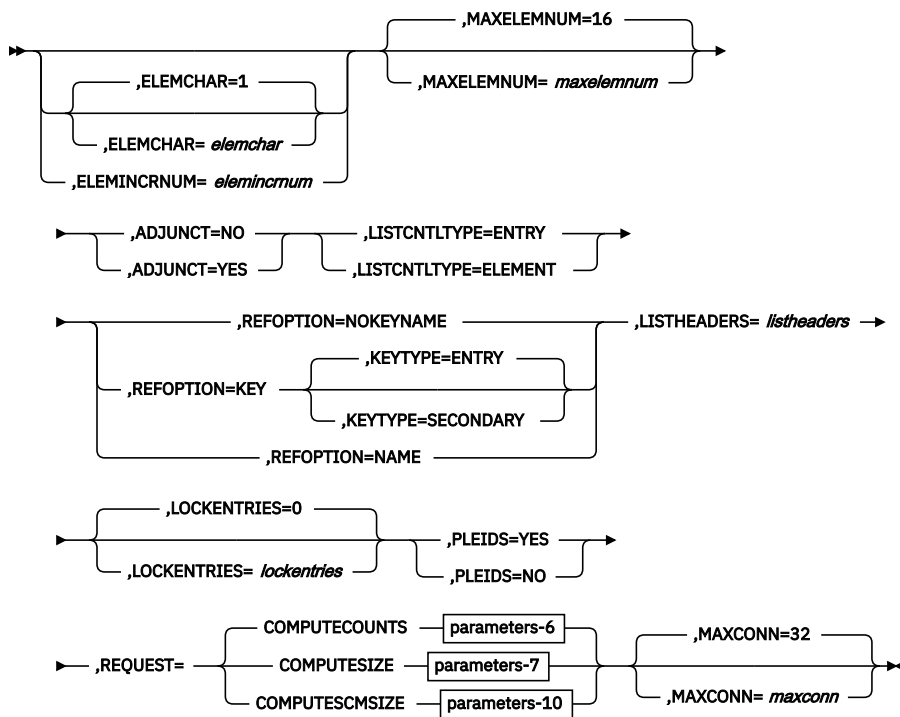 ,MAXELEMNUM=16
,MAXELEMNUM= maxelemnum
,ELEMCHAR=1
,ELEMCHAR= elemchar
,ELEMINCRNUM= elemincrnum
,ADJUNCT=NO
,ADJUNCT=YES
,LISTCNTLTYPE=ENTRY
,LISTCNTLTYPE=ELEMENT
,REFOPTION=NOKEYNAME
,REFOPTION=KEY
,KEYTYPE=ENTRY
,KEYTYPE=SECONDARY
,REFOPTION=NAME
,LISTHEADERS= listheaders
,LOCKENTRIES=0
,LOCKENTRIES= lockentries
,PLEIDS=YES
,PLEIDS=NO
,REQUEST=
COMPUTECOUNTS parameters-6
COMPUTESIZE parameters-7
COMPUTESCMSIZE parameters-10
,MAXCONN=32
,MAXCONN= maxconn